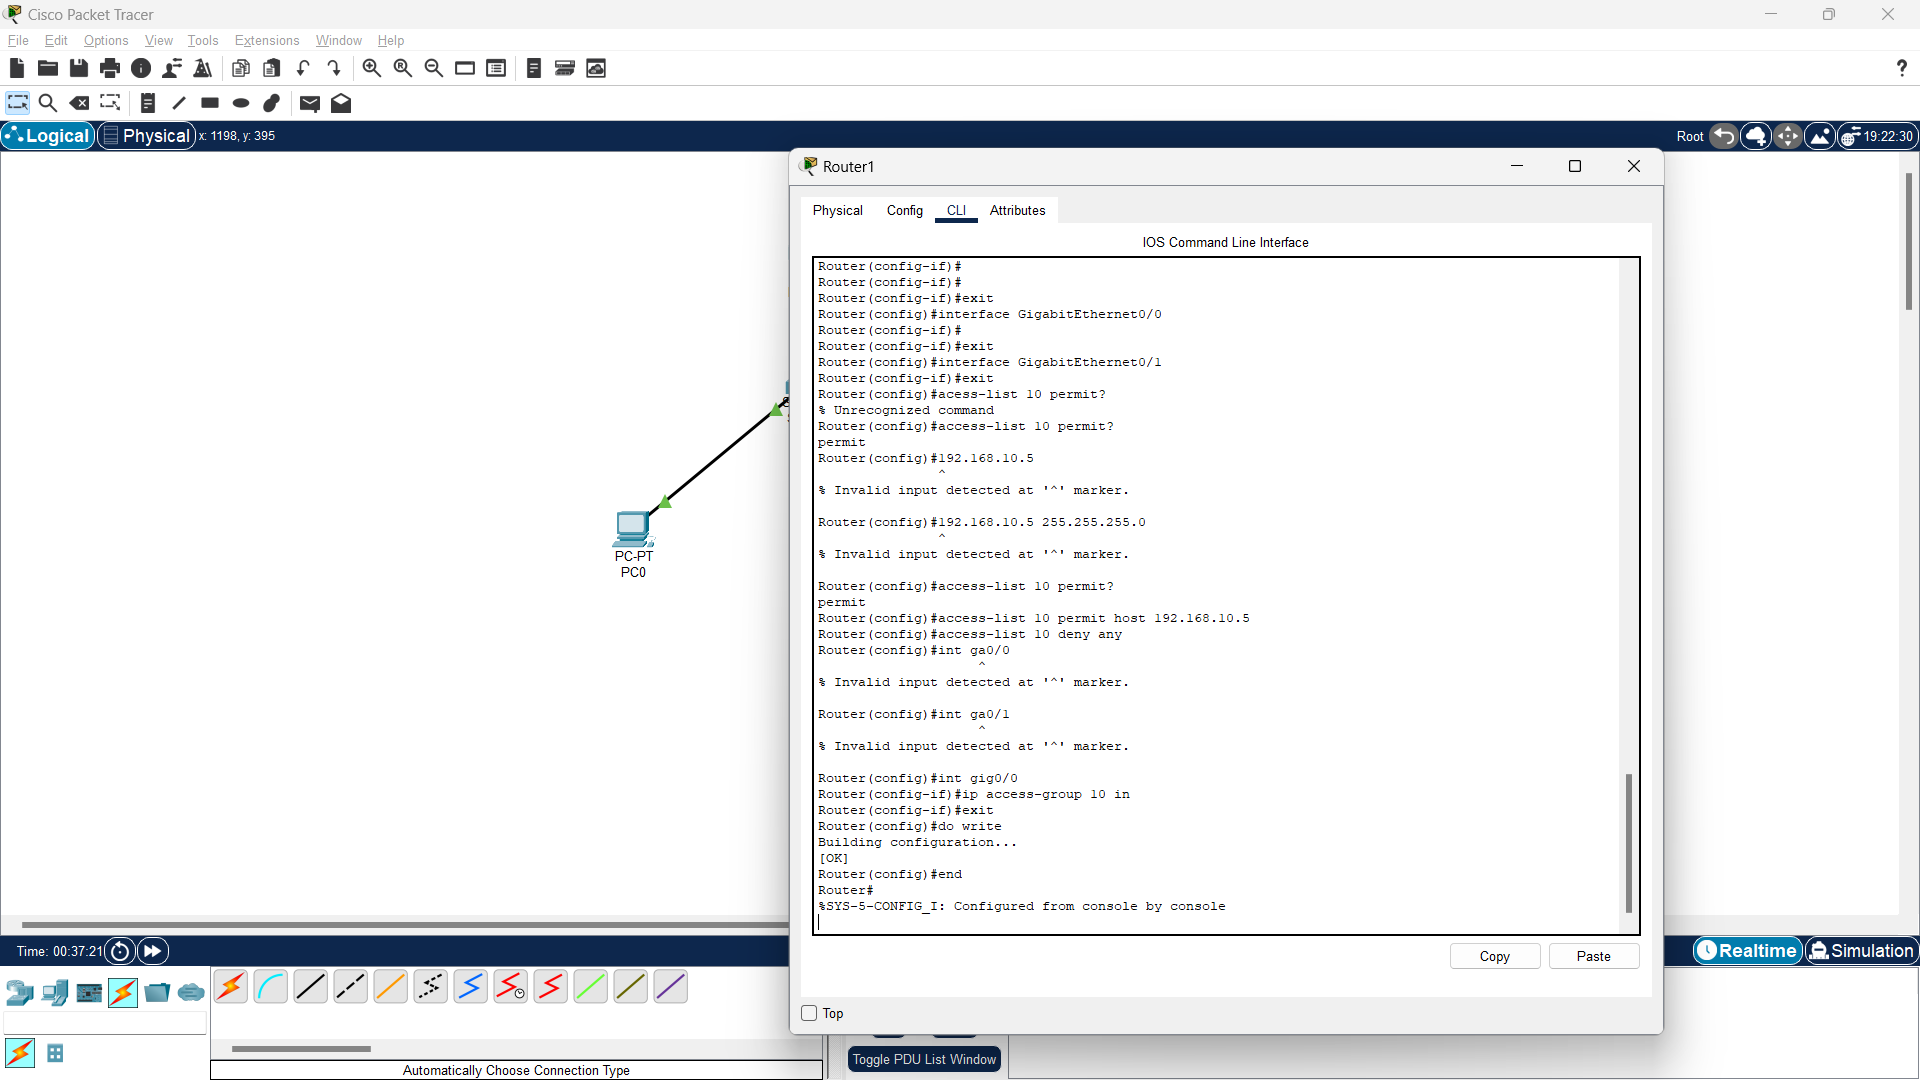 Cisco Packet Tracer
File Edit Options View Tools Extensions Window Help
?
Logical Physical x: 1198, y: 395 Root 19:22:30
Router1
Physical Config CLI Attributes
IOS Command Line Interface
Router(config-if)#
Router(config-if)#
Router(config-if)#exit
Router(config)#interface GigabitEthernet0/0
Router(config-if)#
Router(config-if)#exit
Router(config)#interface GigabitEthernet0/1
Router(config-if)#exit
Router(config)#acess-list 10 permit?
% Unrecognized command
Router(config)#access-list 10 permit?
permit
Router(config)#192.168.10.5
^
% Invalid input detected at '^' marker.
Router(config)#192.168.10.5 255.255.255.0
^
% Invalid input detected at '^' marker.
Router(config)#access-list 10 permit?
permit
Router(config)#access-list 10 permit host 192.168.10.5
Router(config)#access-list 10 deny any
Router(config)#int ga0/0
^
% Invalid input detected at '^' marker.
Router(config)#int ga0/1
^
% Invalid input detected at '^' marker.
Router(config)#int gig0/0
Router(config-if)#ip access-group 10 in
Router(config-if)#exit
Router(config)#do write
Building configuration...
[OK]
Router(config)#end
Router#
%SYS-5-CONFIG_I: Configured from console by console
Copy Paste
Top
PC-PT
PC0
Time: 00:37:21
Realtime Simulation
Automatically Choose Connection Type
Toggle PDU List Window